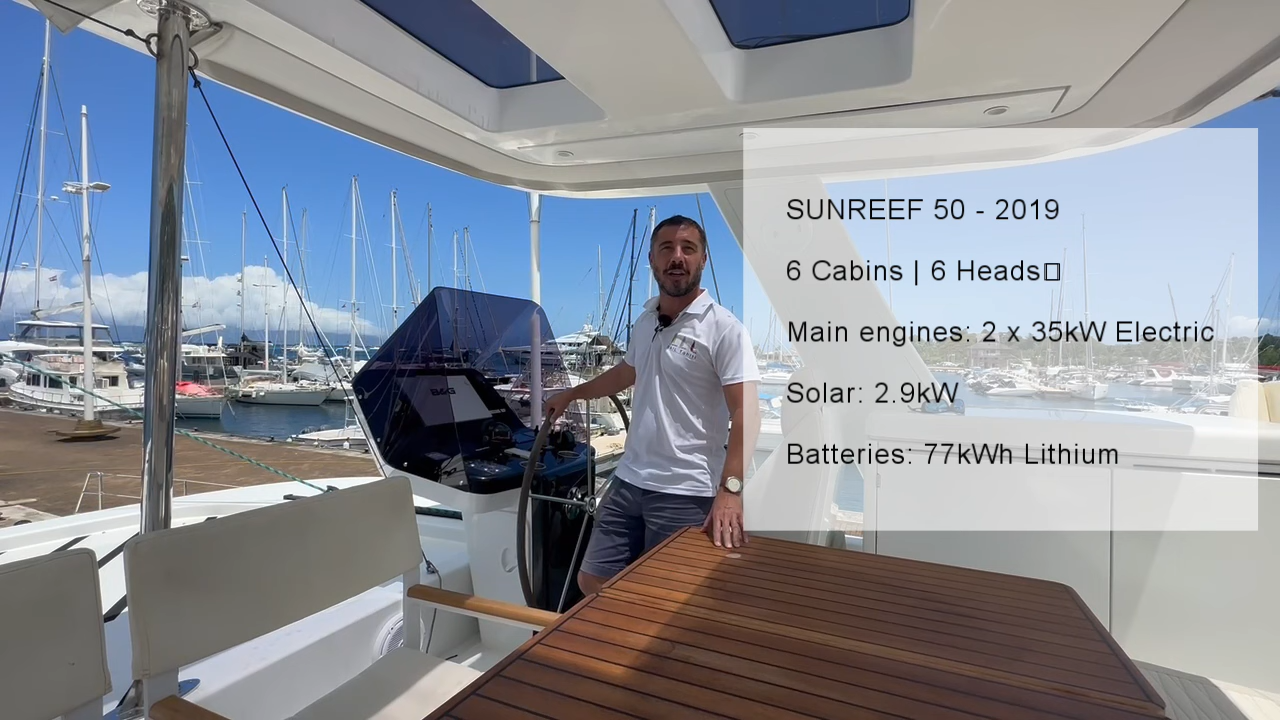 SUNREEF 50 - 2019
6 Cabins | 6 Heads
Main engines: 2 x 35kW Electric
Solar: 2.9kW
Batteries: 77kWh Lithium
B&G